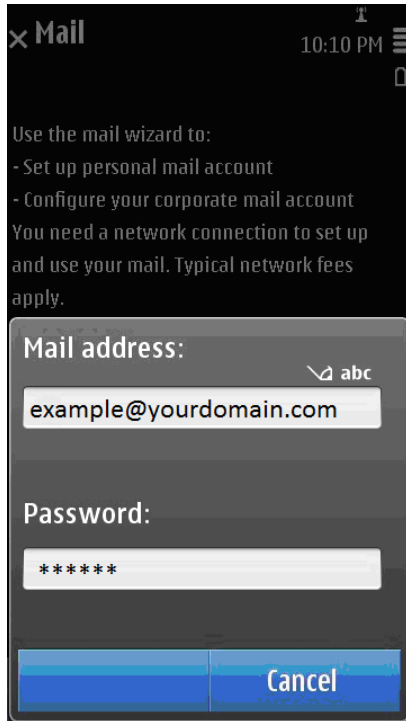 Mail
10:10 PM
Use the mail wizard to:
- Set up personal mail account
- Configure your corporate mail account
You need a network connection to set up
and use your mail. Typical network fees
apply.
Mail address:
abc
example@yourdomain.com
Password:
******
Cancel